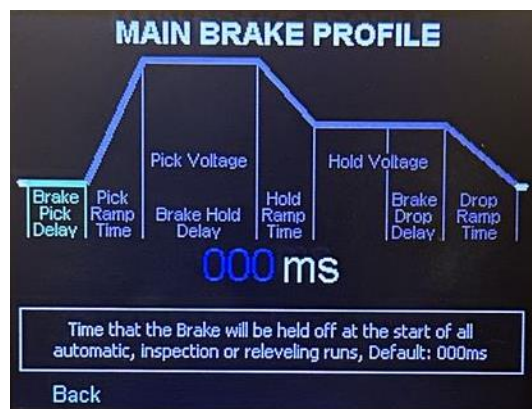 MAIN BRAKE PROFILE
Pick Voltage
Hold Voltage
Brake
Pick
Delay
Pick
Ramp
Time
Brake Hold
Delay
Hold
Ramp
Time
Brake
Drop
Delay
Drop
Ramp
Time
000 ms
Time that the Brake will be held off at the start of all
automatic, inspection or releveling runs, Default: 000ms
Back